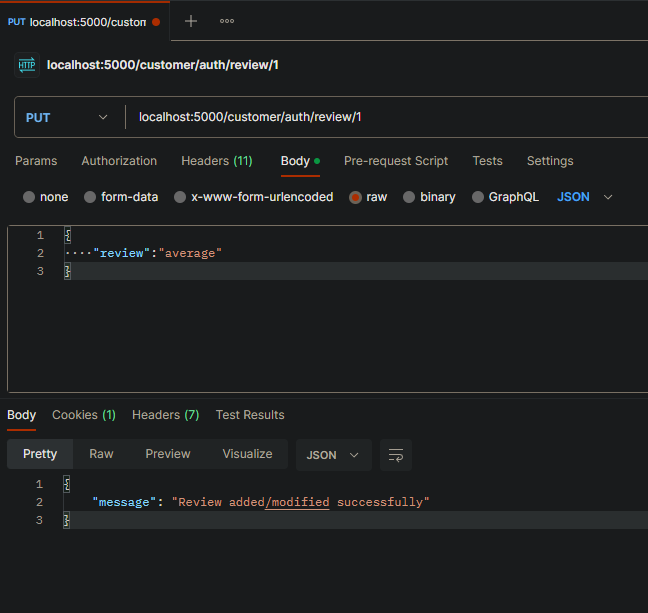 PUT localhost:5000/custom
HTTP localhost:5000/customer/auth/review/1
PUT localhost:5000/customer/auth/review/1
Params Authorization Headers (11) Body Pre-request Script Tests Settings
none form-data x-www-form-urlencoded raw binary GraphQL JSON
1 {
2 ····"review":"average"
3 }
Body Cookies (1) Headers (7) Test Results
Pretty Raw Preview Visualize JSON
1 {
2 "message": "Review added/modified successfully"
3 }